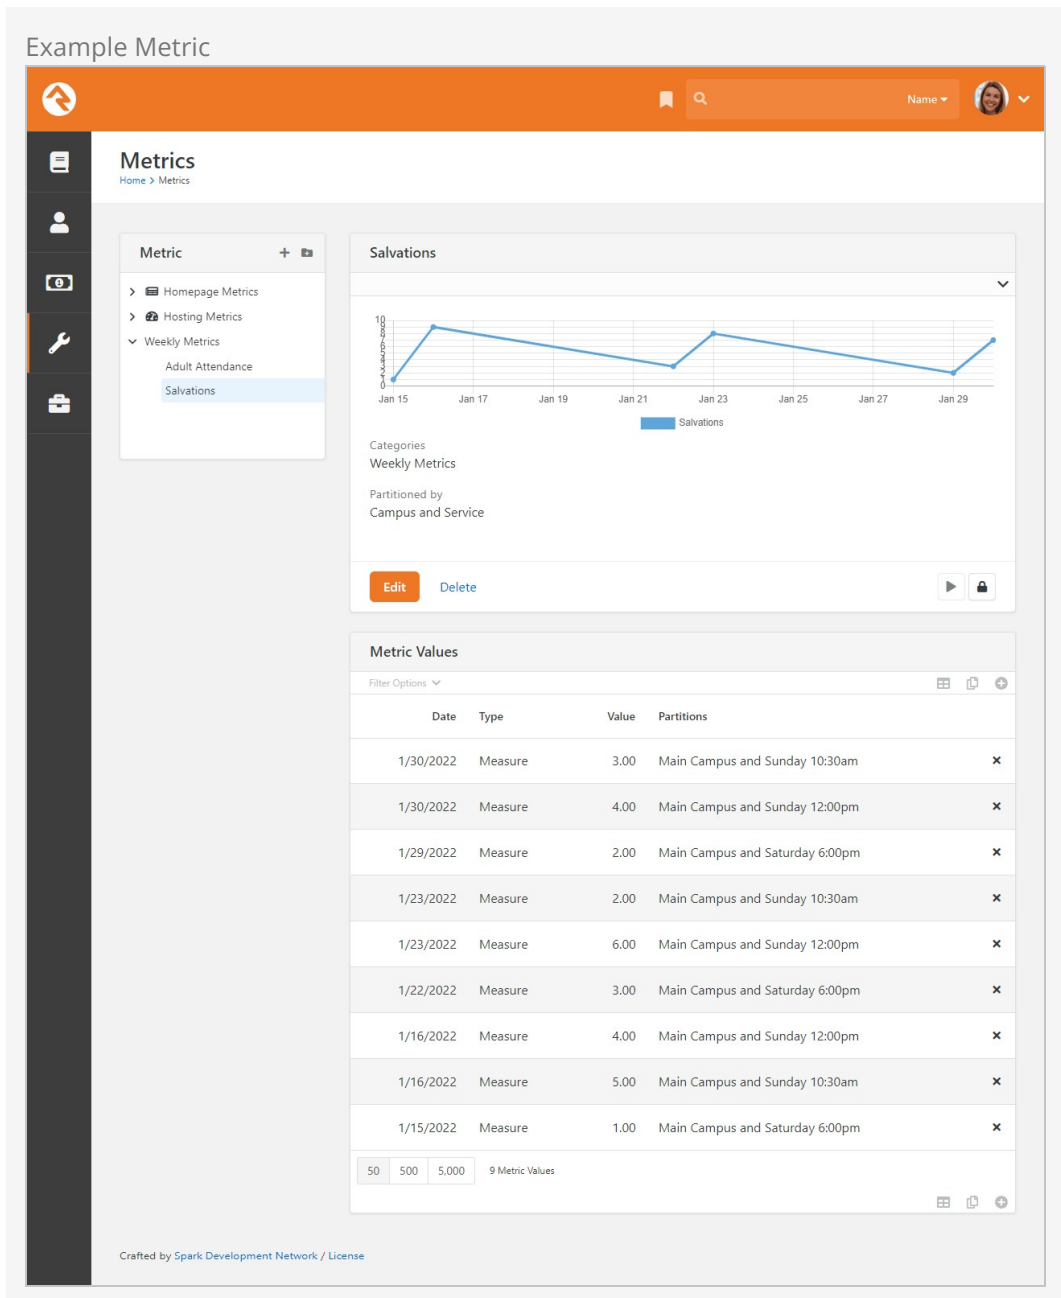 Example Metric
Name
Metrics
Home > Metrics
Metric
Homepage Metrics
Hosting Metrics
Weekly Metrics
Adult Attendance
Salvations
Salvations
10
9
8
7
6
5
4
3
2
1
0
Jan 15 Jan 17 Jan 19 Jan 21 Jan 23 Jan 25 Jan 27 Jan 29
Salvations
Categories
Weekly Metrics
Partitioned by
Campus and Service
Edit Delete
Metric Values
Filter Options
Date Type Value Partitions
1/30/2022 Measure 3.00 Main Campus and Sunday 10:30am
1/30/2022 Measure 4.00 Main Campus and Sunday 12:00pm
1/29/2022 Measure 2.00 Main Campus and Saturday 6:00pm
1/23/2022 Measure 2.00 Main Campus and Sunday 10:30am
1/23/2022 Measure 6.00 Main Campus and Sunday 12:00pm
1/22/2022 Measure 3.00 Main Campus and Saturday 6:00pm
1/16/2022 Measure 4.00 Main Campus and Sunday 12:00pm
1/16/2022 Measure 5.00 Main Campus and Sunday 10:30am
1/15/2022 Measure 1.00 Main Campus and Saturday 6:00pm
50 500 5,000 9 Metric Values
Crafted by Spark Development Network / License